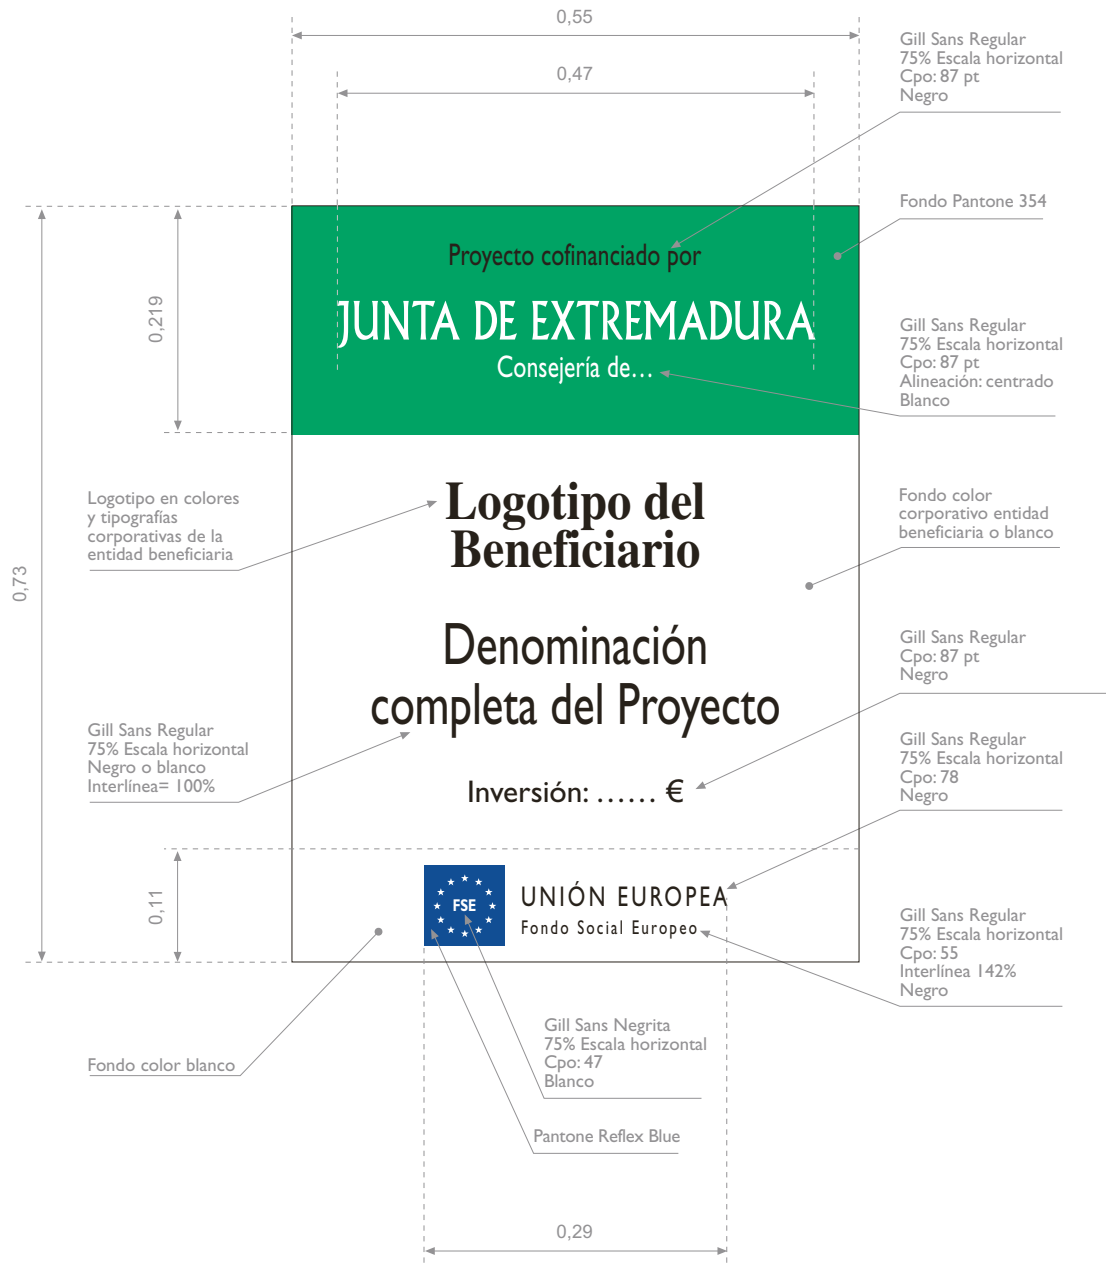 0,55
0,47
Gill Sans Regular
75% Escala horizontal
Cpo: 87 pt
Negro
Fondo Pantone 354
Proyecto cofinanciado por
JUNTA DE EXTREMADURA
Consejería de...
0,219
Gill Sans Regular
75% Escala horizontal
Cpo: 87 pt
Alineación: centrado
Blanco
Logotipo en colores
y tipografías
corporativas de la
entidad beneficiaria
Logotipo del
Beneficiario
Fondo color
corporativo entidad
beneficiaria o blanco
0,73
Denominación
completa del Proyecto
Gill Sans Regular
Cpo: 87 pt
Negro
Gill Sans Regular
75% Escala horizontal
Negro o blanco
Interlínea= 100%
Inversión: ...... €
Gill Sans Regular
75% Escala horizontal
Cpo: 78
Negro
0,11
FSE
UNIÓN EUROPEA
Fondo Social Europeo
Gill Sans Regular
75% Escala horizontal
Cpo: 55
Interlínea 142%
Negro
Fondo color blanco
Gill Sans Negrita
75% Escala horizontal
Cpo: 47
Blanco
Pantone Reflex Blue
0,29